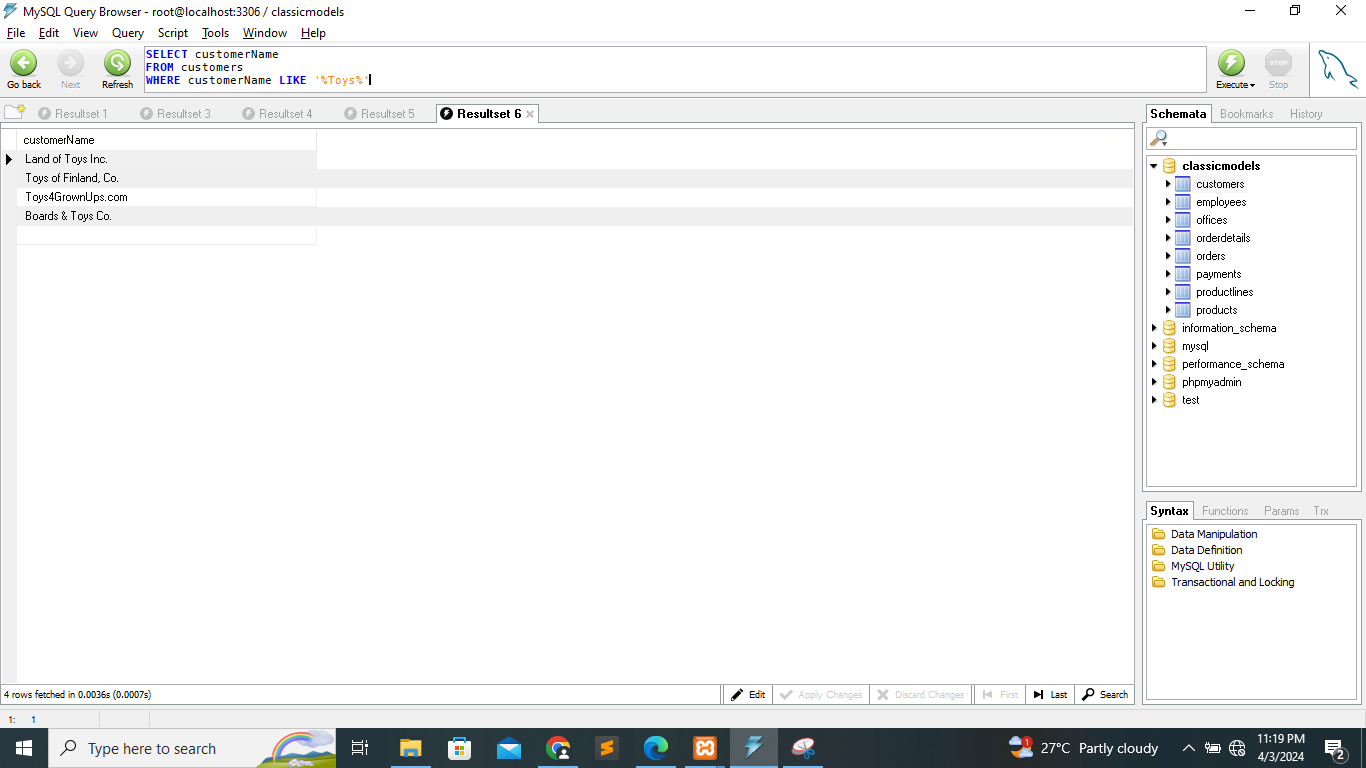 MySQL Query Browser - root@localhost:3306 / classicmodels
File Edit View Query Script Tools Window Help
SELECT customerName
FROM customers
WHERE customerName LIKE '%Toys%'
Go back Next Refresh Execute Stop
STOP
Resultset 1 Resultset 3 Resultset 4 Resultset 5 Resultset 6
customerName
Land of Toys Inc.
Toys of Finland, Co.
Toys4GrownUps.com
Boards & Toys Co.
Schemata Bookmarks History
classicmodels
customers
employees
offices
orderdetails
orders
payments
productlines
products
information_schema
mysql
performance_schema
phpmyadmin
test
Syntax Functions Params Trx
Data Manipulation
Data Definition
MySQL Utility
Transactional and Locking
4 rows fetched in 0.0036s (0.0007s) Edit Apply Changes Discard Changes First Last Search
1: 1
Type here to search 1 27°C Partly cloudy 11:19 PM
4/3/2024 2